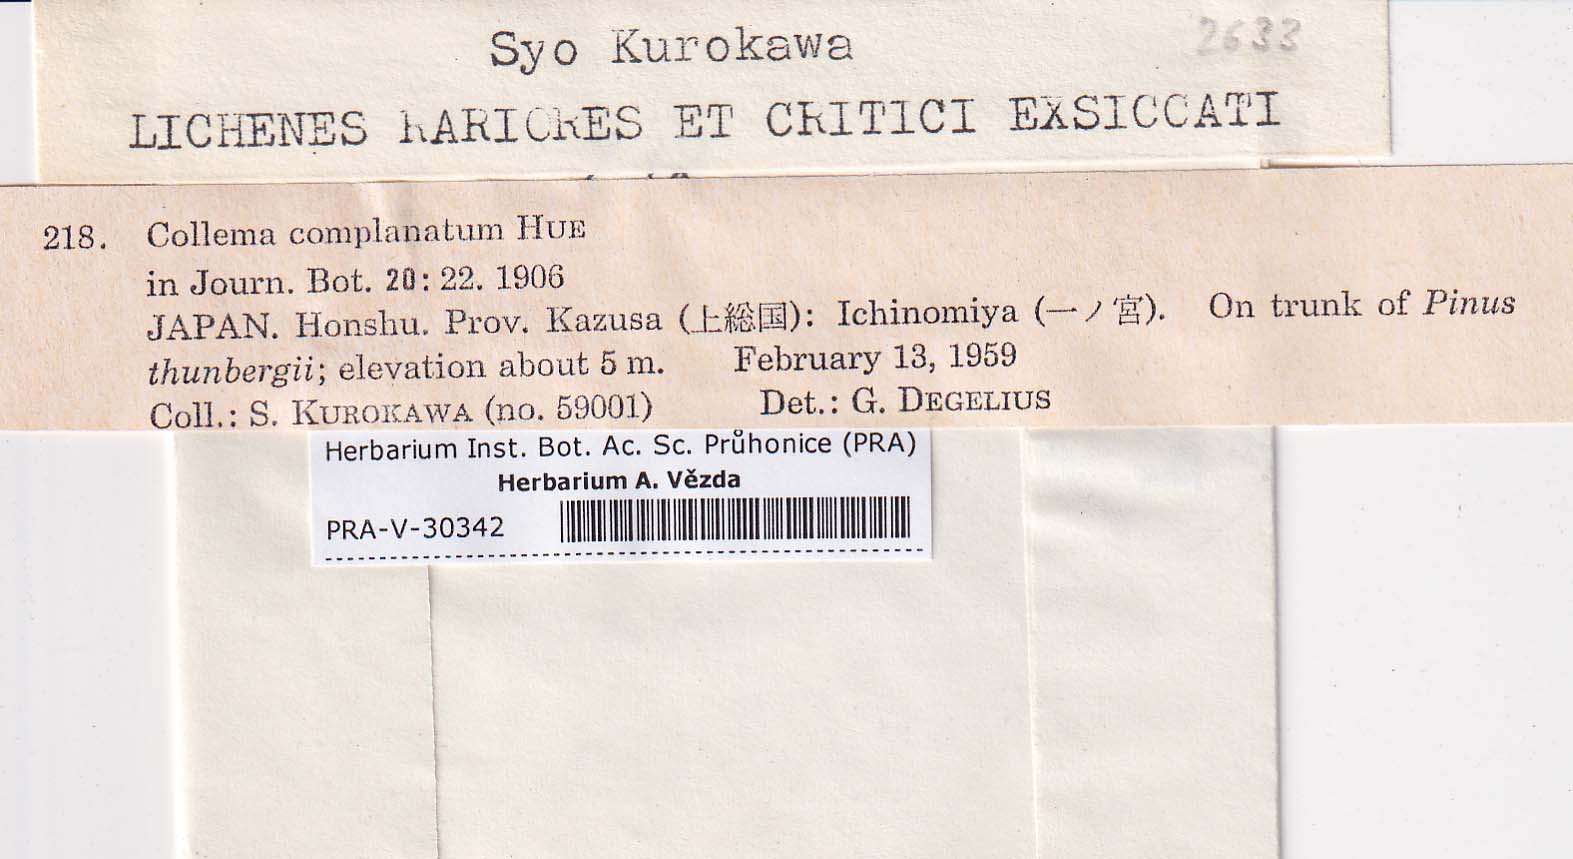 2633
Syo Kurokawa
LICHENES RARIORES ET CRITICI EXSICCATI
218. Collema complanatum HUE
in Journ. Bot. 20: 22. 1906
JAPAN. Honshu. Prov. Kazusa (上総国): Ichinomiya (一ノ宮). On trunk of Pinus
thunbergii; elevation about 5 m. February 13, 1959
Coll.: S. KUROKAWA (no. 59001) Det.: G. DEGELIUS
Herbarium Inst. Bot. Ac. Sc. Průhonice (PRA)
Herbarium A. Vězda
PRA-V-30342